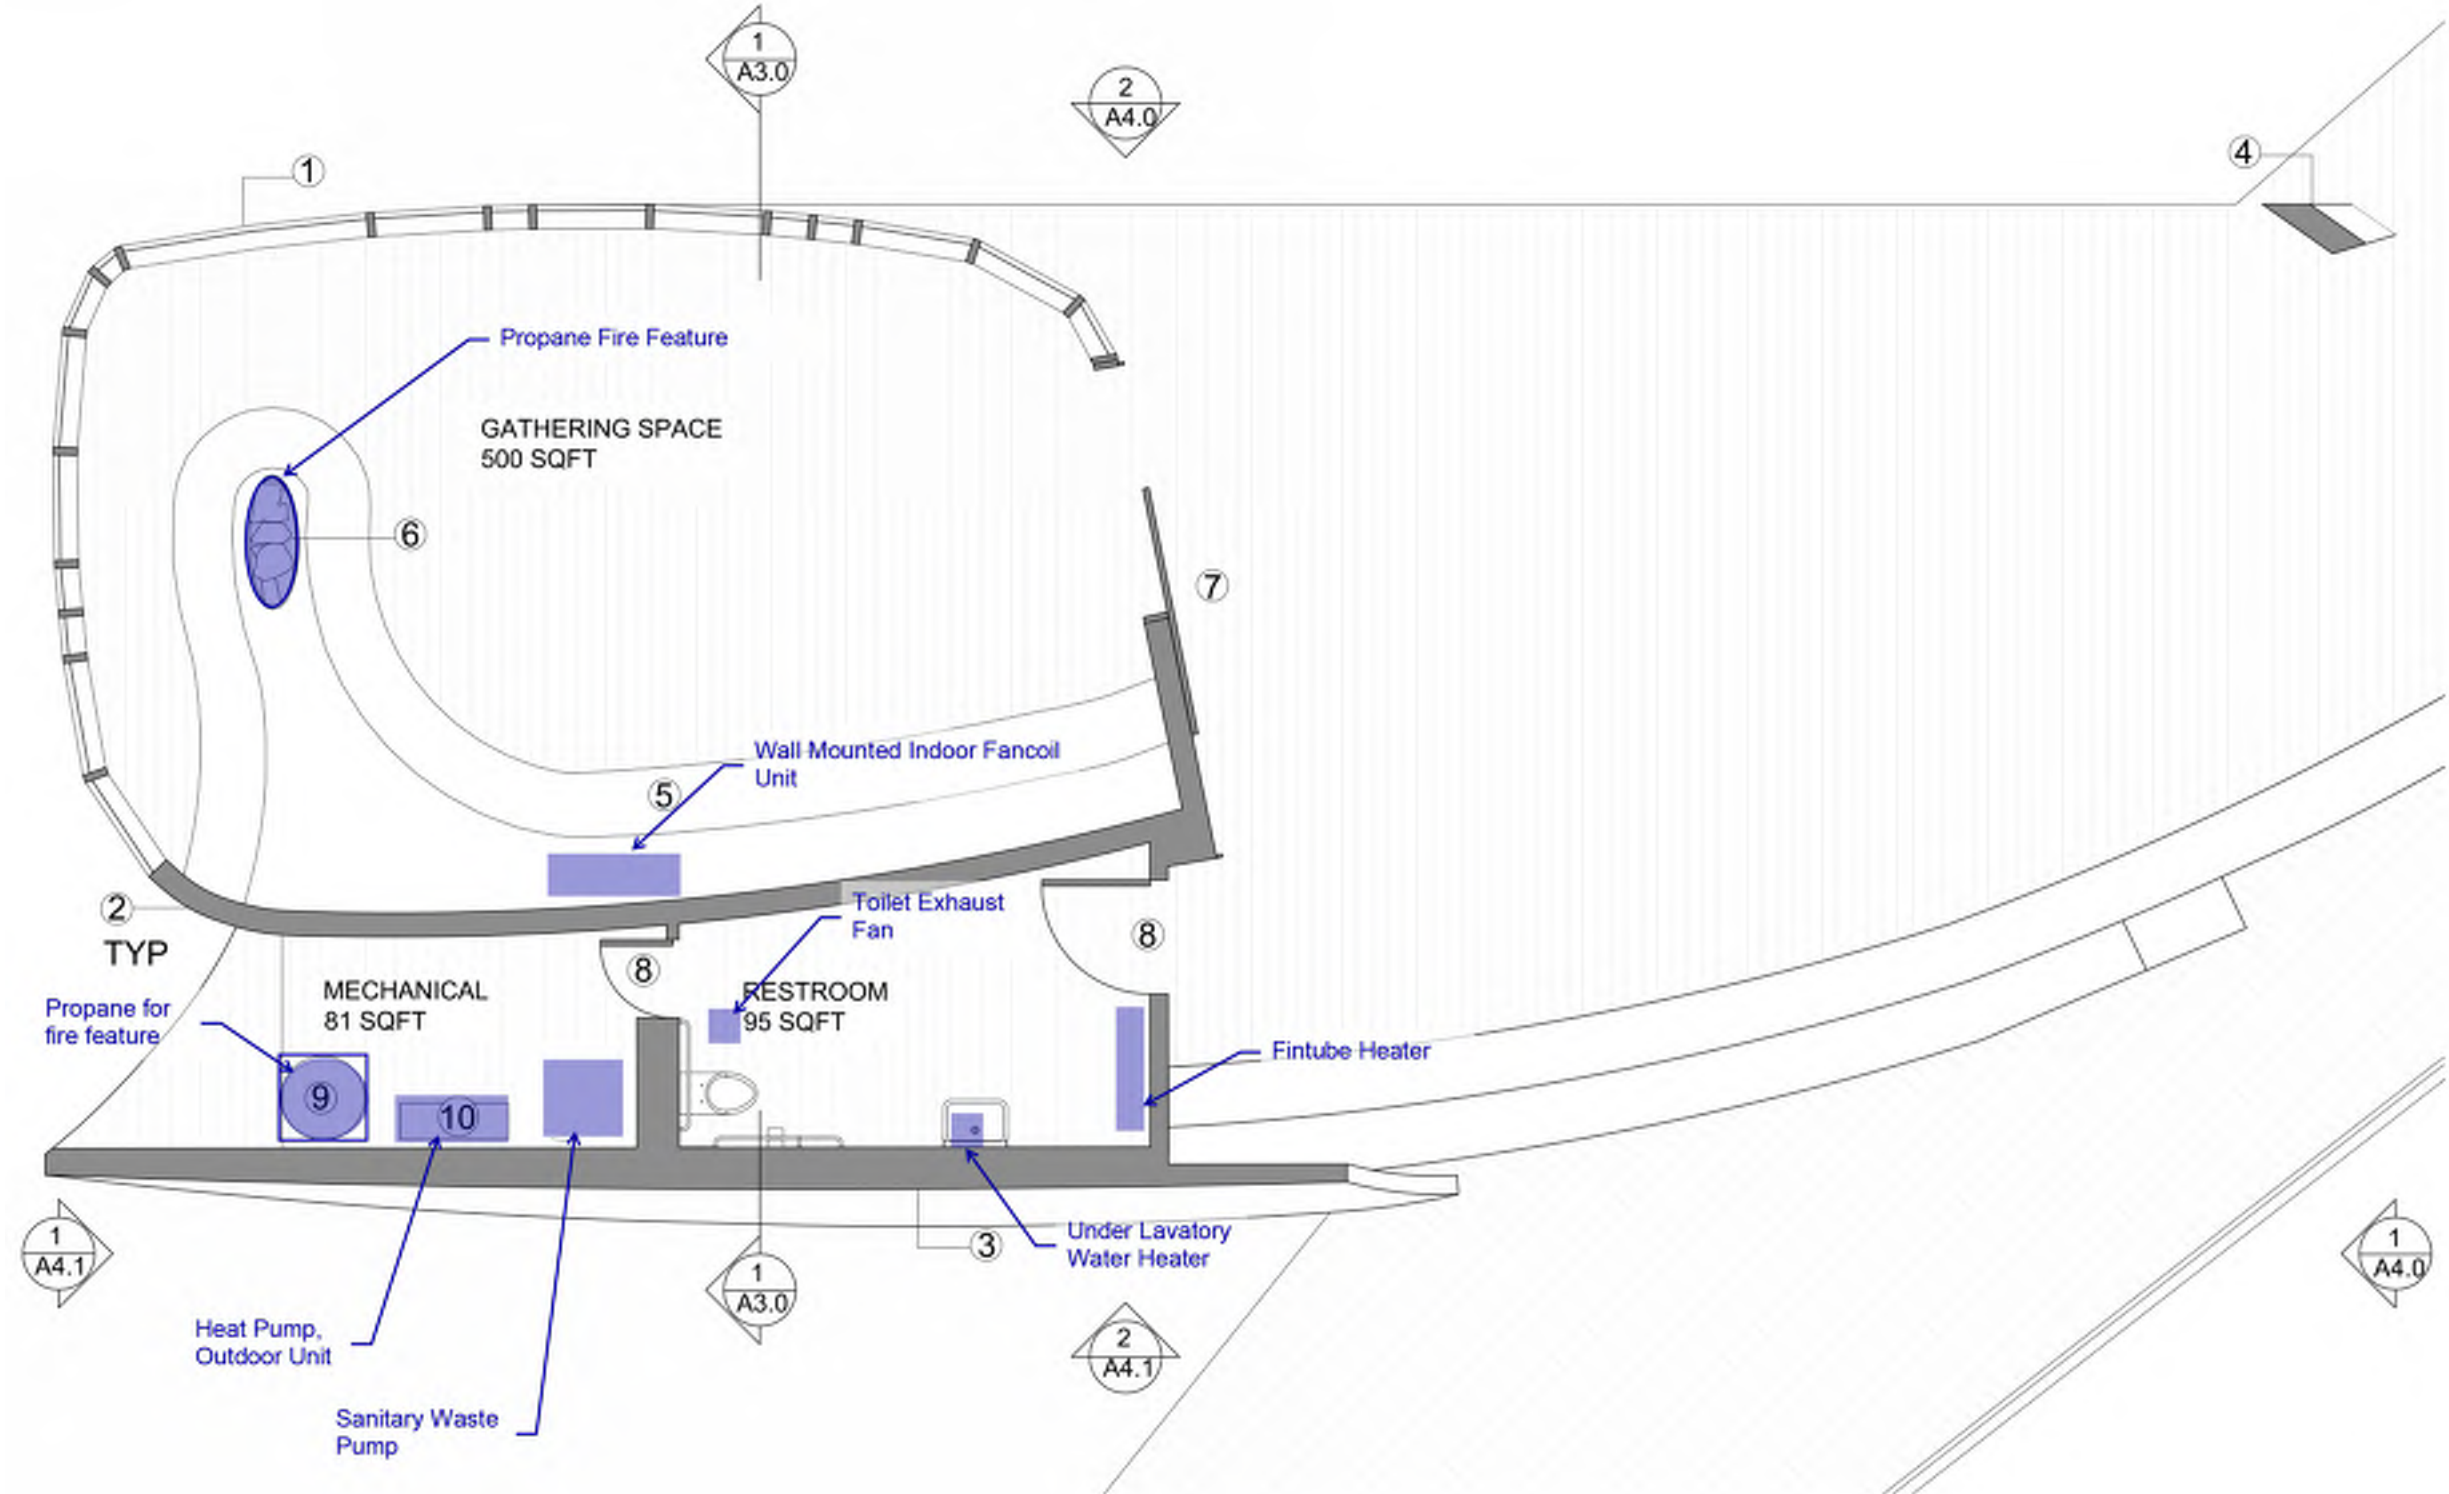 1
A3.0
2
A4.0
1
4
Propane Fire Feature
GATHERING SPACE
500 SQFT
6
7
Wall Mounted Indoor Fancoil
Unit
5
2
TYP
Toilet Exhaust
Fan
8
8
MECHANICAL
81 SQFT
RESTROOM
95 SQFT
Propane for
fire feature
Fintube Heater
9
10
Under Lavatory
Water Heater
3
1
A4.1
1
A3.0
1
A4.0
Heat Pump,
Outdoor Unit
2
A4.1
Sanitary Waste
Pump